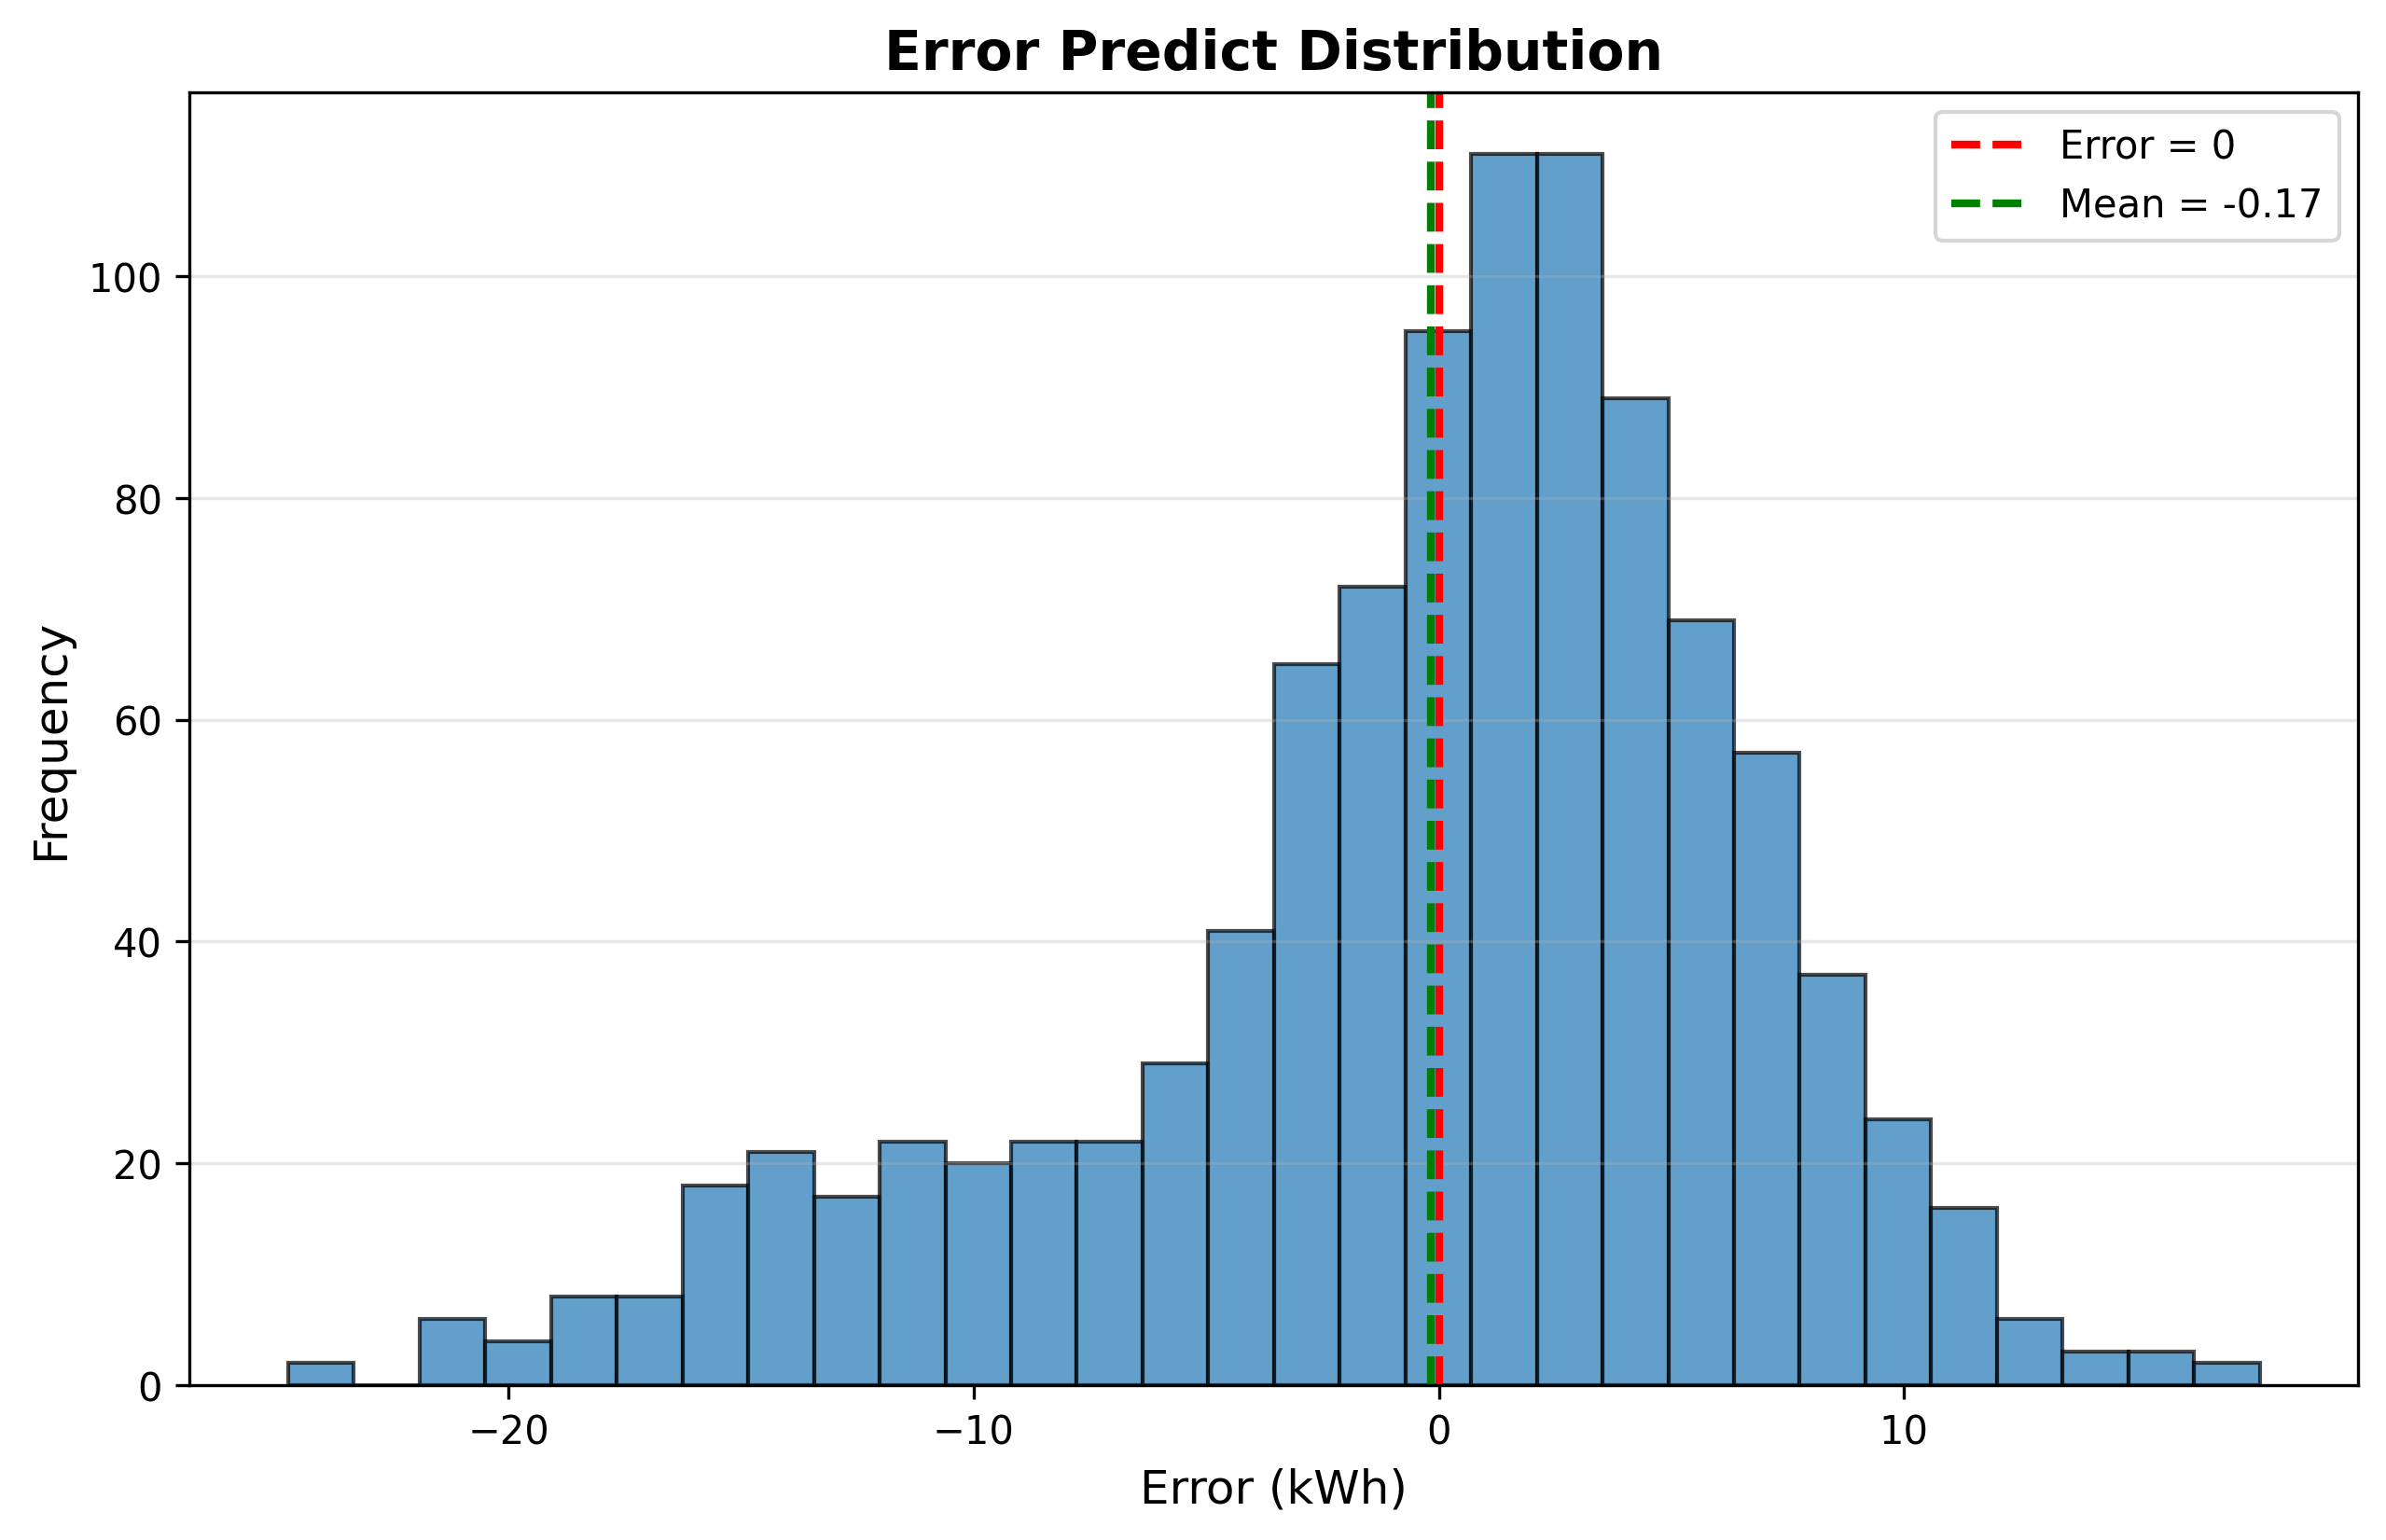 Error Predict Distribution
Error = 0
Mean = -0.17
100
80
60
40
20
0
Frequency
−20
−10
0
10
Error (kWh)